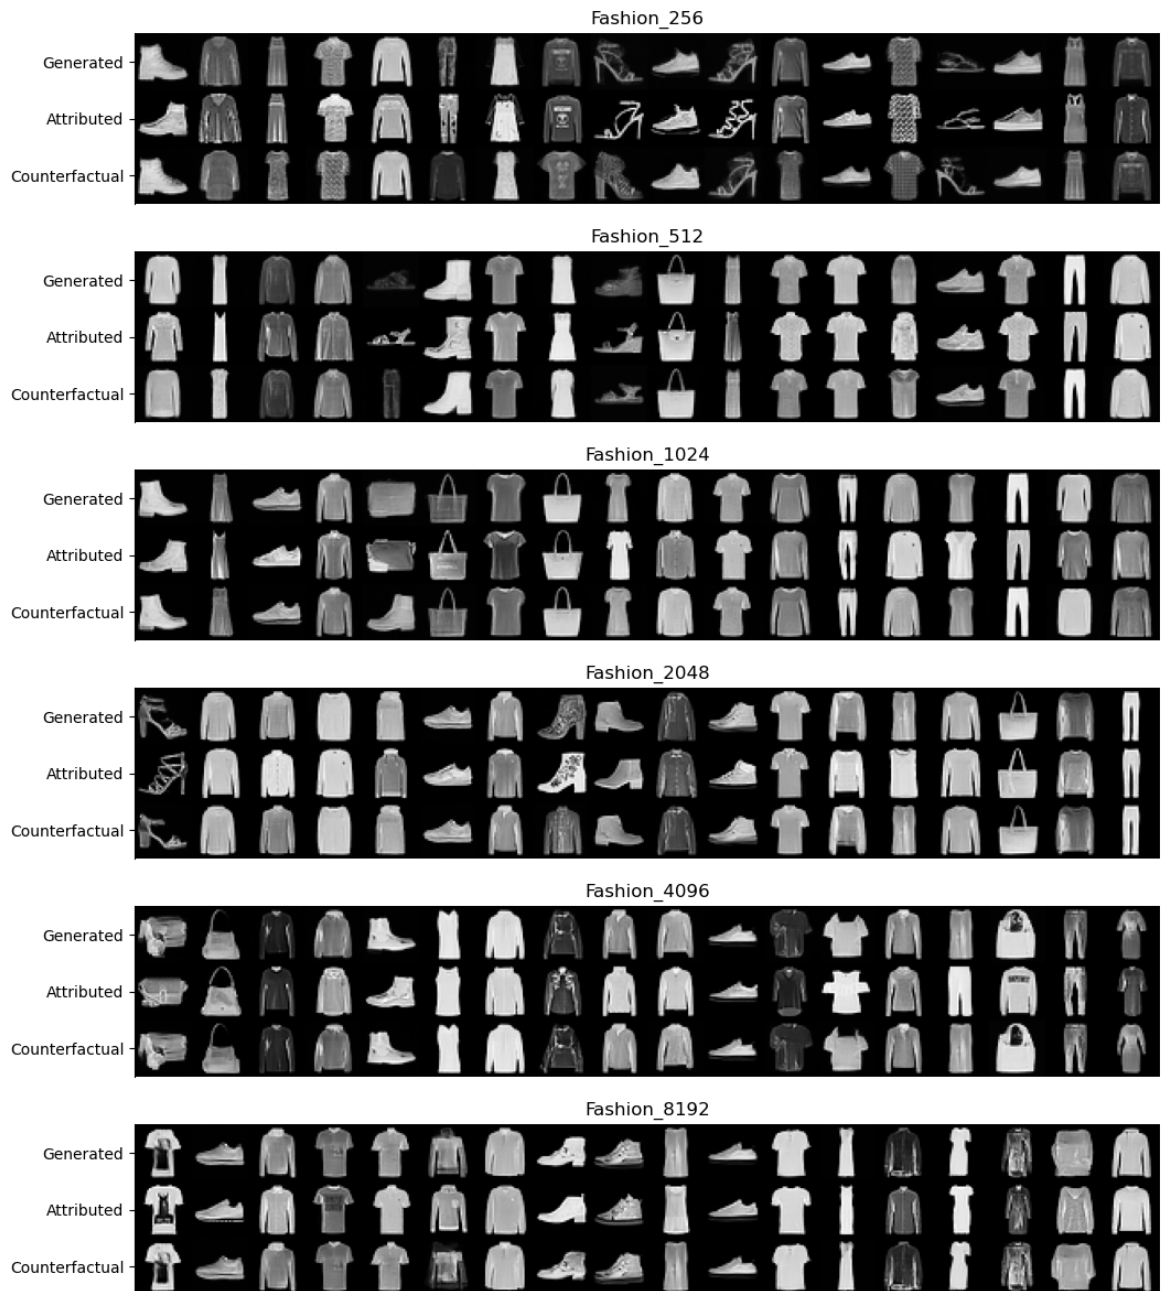 Fashion_256
Generated
Attributed
Counterfactual
Fashion_512
Generated
Attributed
Counterfactual
Fashion_1024
Generated
Attributed
Counterfactual
Fashion_2048
Generated
Attributed
Counterfactual
Fashion_4096
Generated
Attributed
Counterfactual
Fashion_8192
Generated
Attributed
Counterfactual